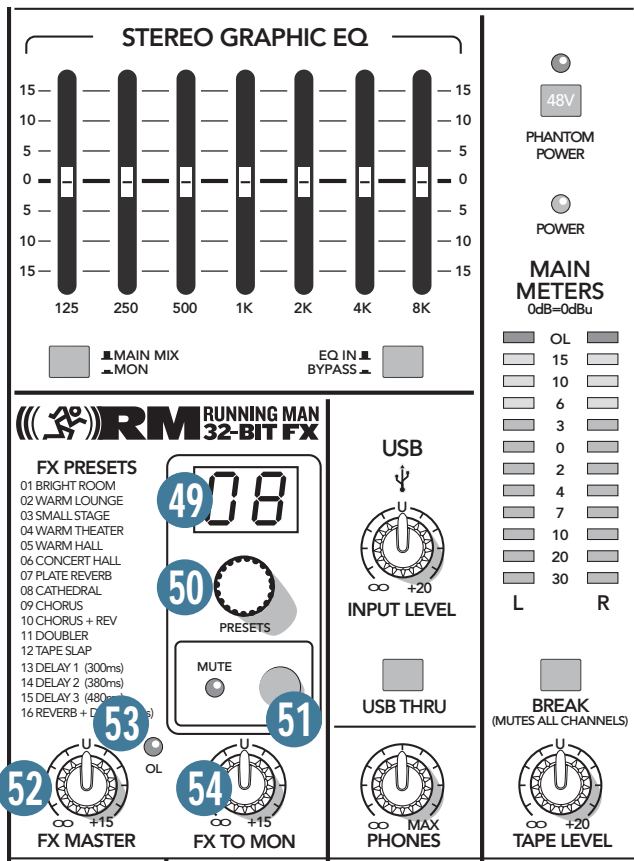 STEREO GRAPHIC EQ
15 15
10 10
5 5
0 0
5 5
10 10
15 15
125 250 500 1K 2K 4K 8K
MAIN MIX
MON
EQ IN
BYPASS
48V
PHANTOM
POWER
POWER
MAIN
METERS
0dB=0dBu
OL
15
10
6
3
0
2
4
7
10
20
30
L R
RM RUNNING MAN
32-BIT FX
FX PRESETS
01 BRIGHT ROOM
02 WARM LOUNGE
03 SMALL STAGE
04 WARM THEATER
05 WARM HALL
06 CONCERT HALL
07 PLATE REVERB
08 CATHEDRAL
09 CHORUS
10 CHORUS + REV
11 DOUBLER
12 TAPE SLAP
13 DELAY 1 (300ms)
14 DELAY 2 (380ms)
15 DELAY 3 (480ms)
16 REVERB +
49
08
50
PRESETS
MUTE
51
53
OL
52
U
∞ +15
FX MASTER
54
U
∞ +15
FX TO MON
USB
U
∞ +20
INPUT LEVEL
USB THRU
U
∞ MAX
PHONES
BREAK
(MUTES ALL CHANNELS)
U
∞ +20
TAPE LEVEL